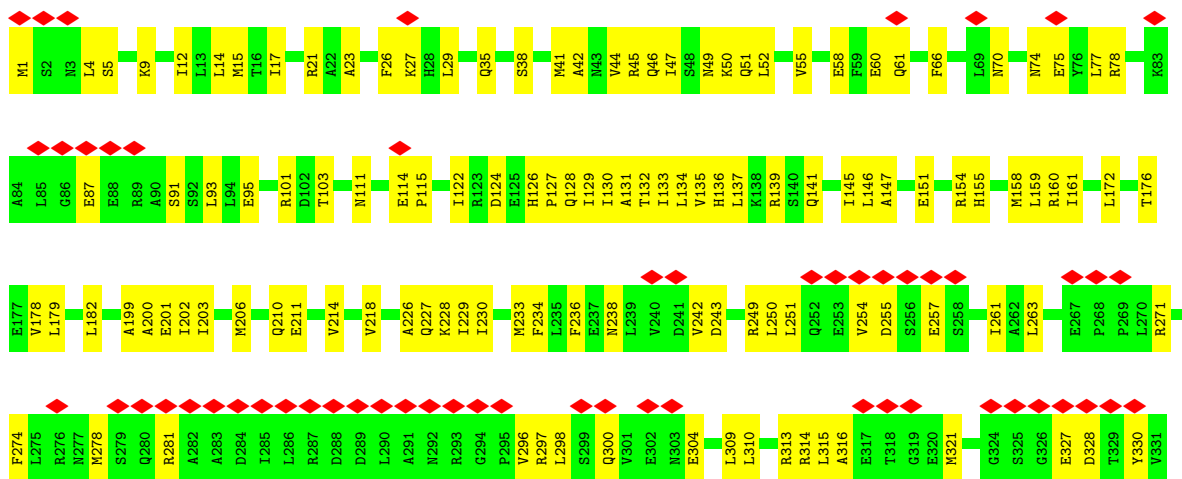 M1 S2 N3 L4 S5 K9 I12 L13 L14 M15 T16 I17 R21 A22 A23 F26 K27 H28 L29 Q35 S38 M41 A42 N43 V44 R45 Q46 I47 S48 N49 K50 Q51 L52 V55 E58 F59 E60 Q61 F66 L69 N70 N74 E75 Y76 L77 R78 K83
A84 L85 G86 E87 E88 R89 A90 S91 S92 L93 L94 E95 R101 D102 T103 N111 E114 P115 I122 R123 D124 E125 H126 P127 Q128 I129 I130 A131 T132 I133 L134 V135 H136 L137 K138 R139 S140 Q141 I145 L146 A147 E151 R154 H155 M158 L159 R160 I161 L172 T176
E177 V178 L179 L182 A199 A200 E201 I202 I203 M206 Q210 E211 V214 V218 A226 Q227 K228 I229 I230 M233 F234 L235 F236 E237 N238 L239 V240 D241 V242 D243 R249 L250 L251 Q252 E253 V254 D255 S256 E257 S258 I261 A262 L263 E267 P268 P269 L270 R271
F274 L275 R276 N277 M278 S279 Q280 R281 A282 A283 D284 I285 L286 R287 D288 D289 L290 A291 N292 R293 G294 P295 V296 R297 L298 S299 Q300 V301 E302 N303 E304 L309 L310 R313 R314 L315 A316 E317 T318 G319 E320 M321 G324 S325 G326 E327 D328 T329 Y330 V331